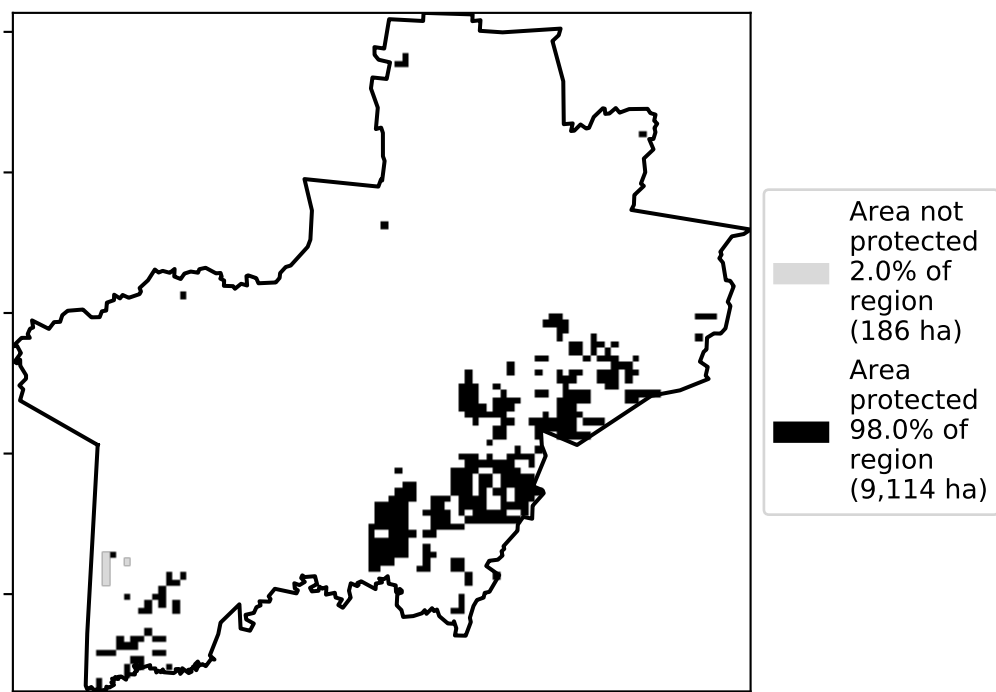 Area not
protected
2.0% of
region
(186 ha)
Area
protected
98.0% of
region
(9,114 ha)